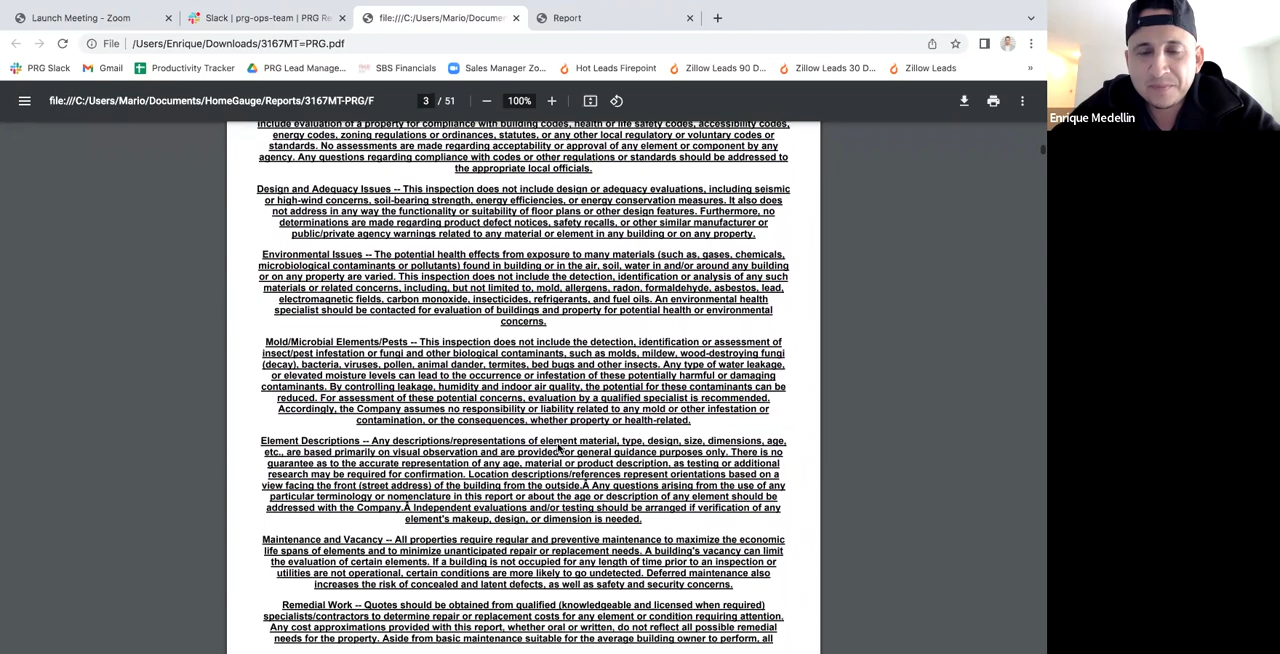 Launch Meeting - Zoom
Slack | prg-ops-team | PRG Re
file:///C:/Users/Mario/Docume
Report
File
/Users/Enrique/Downloads/3167MT=PRG.pdf
PRG Slack
Gmail
Productivity Tracker
PRG Lead Manage...
SBS Financials
Sales Manager Zo...
Hot Leads Firepoint
Zillow Leads 90 D...
Zillow Leads 30 D...
Zillow Leads
»
file:///C:/Users/Mario/Documents/HomeGauge/Reports/3167MT-PRG/F
3 / 51
100%
Enrique Medellin
include evaluation of a property for compliance with building codes, health or life safety codes, accessibility codes,
energy codes, zoning regulations or ordinances, statutes, or any other local regulatory or voluntary codes or
standards. No assessments are made regarding acceptability or approval of any element or component by any
agency. Any questions regarding compliance with codes or other regulations or standards should be addressed to
the appropriate local officials.
Design and Adequacy Issues -- This inspection does not include design or adequacy evaluations, including seismic
or high-wind concerns, soil-bearing strength, energy efficiencies, or energy conservation measures. It also does
not address in any way the functionality or suitability of floor plans or other design features. Furthermore, no
determinations are made regarding product defect notices, safety recalls, or other similar manufacturer or
public/private agency warnings related to any material or element in any building or on any property.
Environmental Issues -- The potential health effects from exposure to many materials (such as, gases, chemicals,
microbiological contaminants or pollutants) found in building or in the air, soil, water in and/or around any building
or on any property are varied. This inspection does not include the detection, identification or analysis of any such
materials or related concerns, including, but not limited to, mold, allergens, radon, formaldehyde, asbestos, lead,
electromagnetic fields, carbon monoxide, insecticides, refrigerants, and fuel oils. An environmental health
specialist should be contacted for evaluation of buildings and property for potential health or environmental
concerns.
Mold/Microbial Elements/Pests -- This inspection does not include the detection, identification or assessment of
insect/pest infestation or fungi and other biological contaminants, such as molds, mildew, wood-destroying fungi
(decay), bacteria, viruses, pollen, animal dander, termites, bed bugs and other insects. Any type of water leakage,
or elevated moisture levels can lead to the occurrence or infestation of these potentially harmful or damaging
contaminants. By controlling leakage, humidity and indoor air quality, the potential for these contaminants can be
reduced. For assessment of these potential concerns, evaluation by a qualified specialist is recommended.
Accordingly, the Company assumes no responsibility or liability related to any mold or other infestation or
contamination, or the consequences, whether property or health-related.
Element Descriptions -- Any descriptions/representations of element material, type, design, size, dimensions, age,
etc., are based primarily on visual observation and are provided for general guidance purposes only. There is no
guarantee as to the accurate representation of any age, material or product description, as testing or additional
research may be required for confirmation. Location descriptions/references represent orientations based on a
view facing the front (street address) of the building from the outside.Â Any questions arising from the use of any
particular terminology or nomenclature in this report or about the age or description of any element should be
addressed with the Company.Â Independent evaluations and/or testing should be arranged if verification of any
element's makeup, design, or dimension is needed.
Maintenance and Vacancy -- All properties require regular and preventive maintenance to maximize the economic
life spans of elements and to minimize unanticipated repair or replacement needs. A building's vacancy can limit
the evaluation of certain elements. If a building is not occupied for any length of time prior to an inspection or
utilities are not operational, certain conditions are more likely to go undetected. Deferred maintenance also
increases the risk of concealed and latent defects, as well as safety and security concerns.
Remedial Work -- Quotes should be obtained from qualified (knowledgeable and licensed when required)
specialists/contractors to determine repair or replacement costs for any element or condition requiring attention.
Any cost approximations provided with this report, whether oral or written, do not reflect all possible remedial
needs for the property. Aside from basic maintenance suitable for the average building owner to perform, all